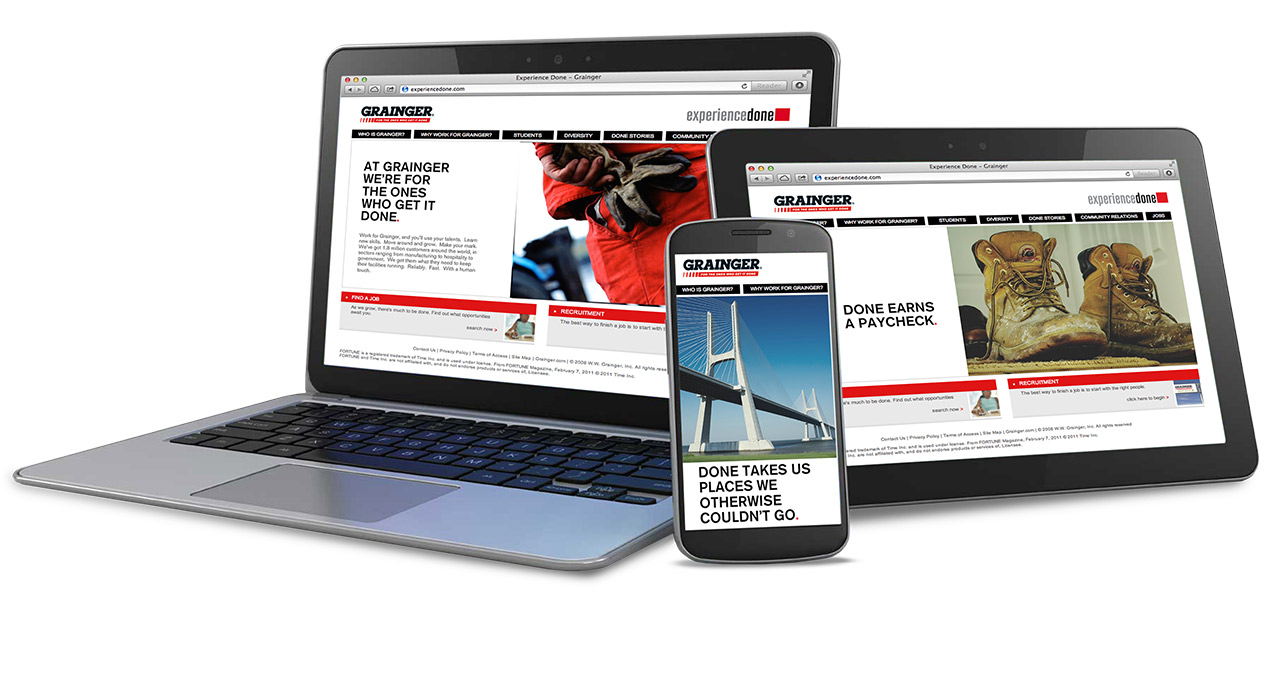 Experience Done – Grainger
experiencedone.com
Reader
GRAINGER
FOR THE ONES WHO GET IT DONE
experiencedone
WHO IS GRAINGER?
WHY WORK FOR GRAINGER?
STUDENTS
DIVERSITY
DONE STORIES
COMMUNITY
AT GRAINGER
WE'RE FOR
THE ONES
WHO GET IT
DONE.
Work for Grainger, and you'll use your talents. Learn
new skills. Move around and grow. Make your mark.
We've got 1.8 million customers around the world, in
sectors ranging from manufacturing to hospitality to
government. We get them what they need to keep
their facilities running. Reliably. Fast. With a human
touch.
FIND A JOB
As we grow, there's much to be done. Find out what opportunities
await you.
search now >
RECRUITMENT
The best way to finish a job is to start with the
Contact Us | Privacy Policy | Terms of Access | Site Map | Grainger.com | © 2008 W.W. Grainger, Inc. All rights
FORTUNE is a registered trademark of Time Inc. and is used under license. From FORTUNE Magazine, February 7, 2011 © 2011 Time Inc.
FORTUNE and Time Inc. are not affiliated with, and do not endorse products or services of, Licensee.
GRAINGER
FOR THE ONES WHO GET IT DONE
WHO IS GRAINGER?
WHY WORK FOR GRAINGER?
DONE TAKES US
PLACES WE
OTHERWISE
COULDN'T GO.
Experience Done – Grainger
experiencedone.com
Reader
GRAINGER
FOR THE ONES WHO GET IT DONE
experiencedone
WHY WORK FOR GRAINGER?
STUDENTS
DIVERSITY
DONE STORIES
COMMUNITY RELATIONS
JOBS
DONE EARNS
A PAYCHECK.
there's much to be done. Find out what opportunities
search now >
RECRUITMENT
The best way to finish a job is to start with the right people.
click here to begin >
Contact Us | Privacy Policy | Terms of Access | Site Map | Grainger.com | © 2008 W.W. Grainger, Inc. All rights reserved
trademark of Time Inc. and is used under license. From FORTUNE Magazine, February 7, 2011 © 2011 Time Inc.
Inc. are not affiliated with, and do not endorse products or services of, Licensee.